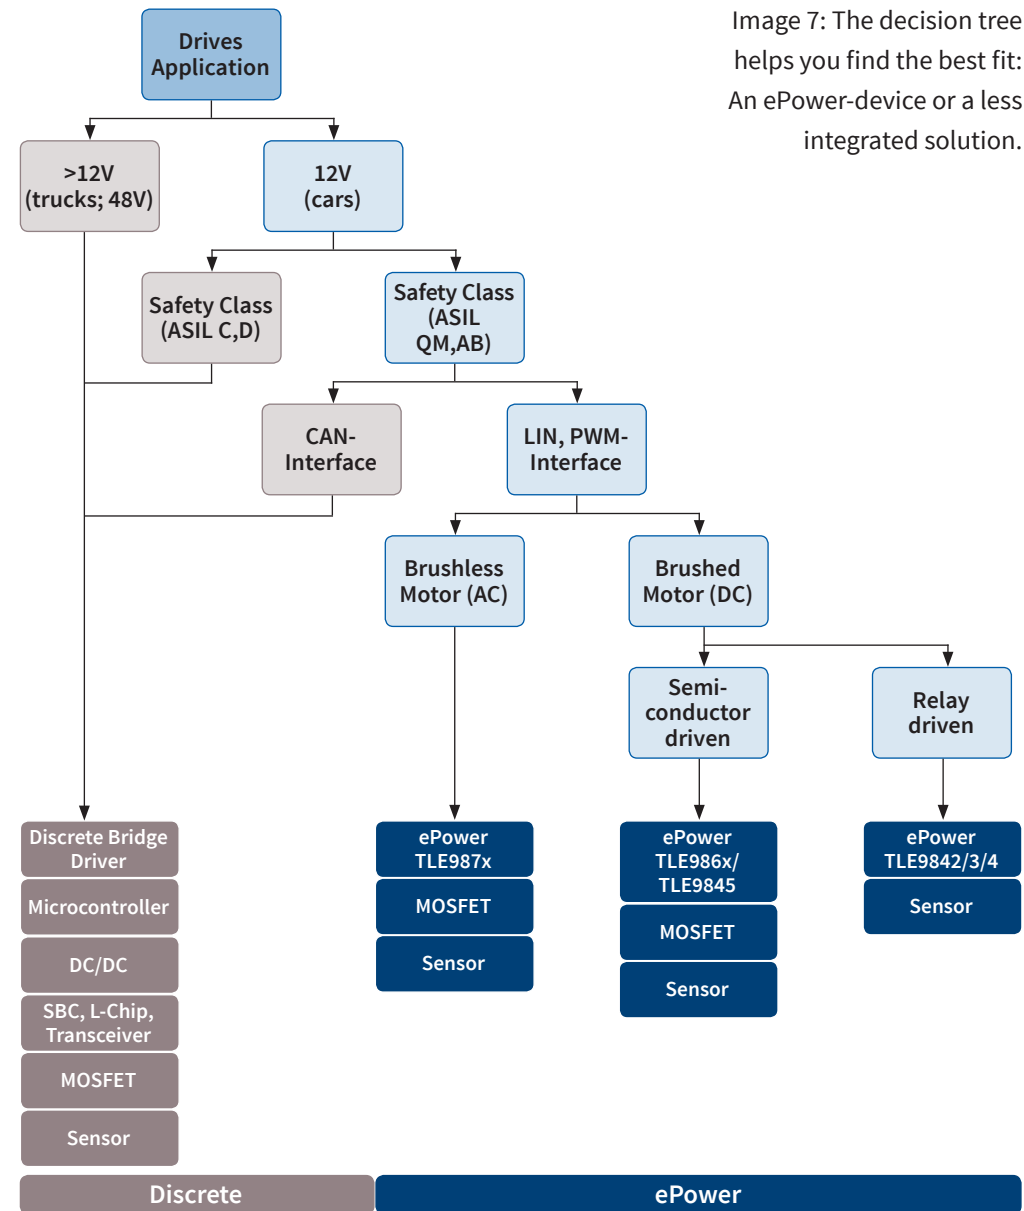 Image 7: The decision tree
helps you find the best fit:
An ePower-device or a less
integrated solution.
Drives
Application
>12V
(trucks; 48V)
12V
(cars)
Safety Class
(ASIL C,D)
Safety Class
(ASIL
QM,AB)
CAN-
Interface
LIN, PWM-
Interface
Brushless
Motor (AC)
Brushed
Motor (DC)
Semi-
conductor
driven
Relay
driven
Discrete Bridge
Driver
Microcontroller
DC/DC
SBC, L-Chip,
Transceiver
MOSFET
Sensor
ePower
TLE987x
MOSFET
Sensor
ePower
TLE986x/
TLE9845
MOSFET
Sensor
ePower
TLE9842/3/4
Sensor
Discrete
ePower